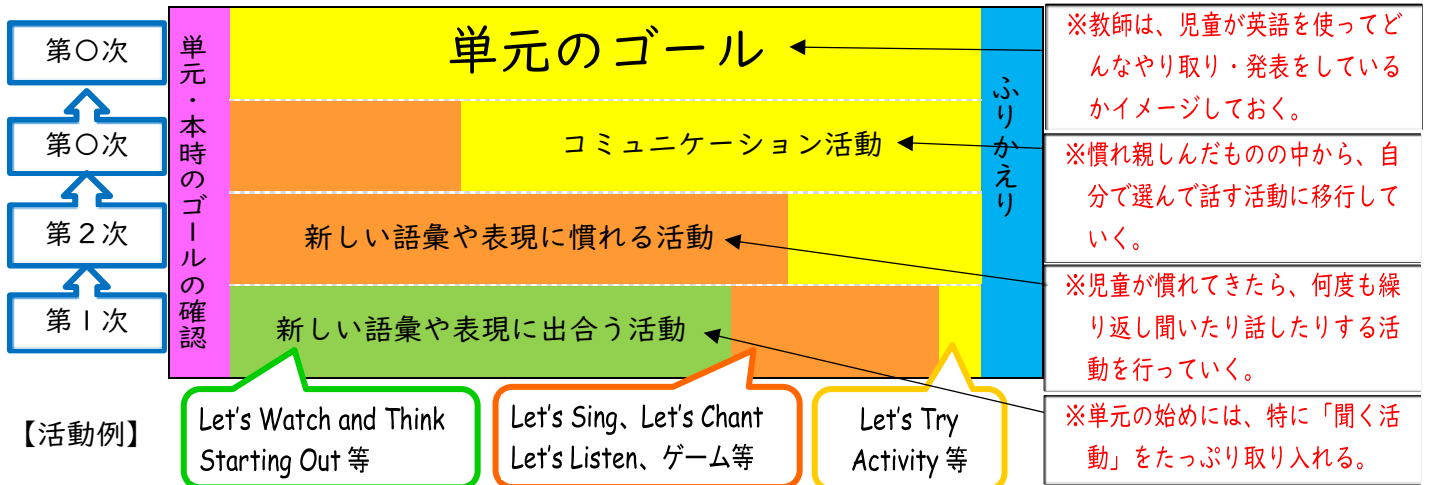 第〇次
第〇次
第2次
第1次
単元・本時のゴールの確認
単元のゴール
コミュニケーション活動
新しい語彙や表現に慣れる活動
新しい語彙や表現に出合う活動
ふりかえり
※教師は、児童が英語を使ってど
んなやり取り・発表をしている
かイメージしておく。
※慣れ親しんだものの中から、自
分で選んで話す活動に移行して
いく。
※児童が慣れてきたら、何度も繰
り返し聞いたり話したりする活
動を行っていく。
※単元の始めには、特に「聞く活
動」をたっぷり取り入れる。
【活動例】
Let's Watch and Think
Starting Out 等
Let's Sing、Let's Chant
Let's Listen、ゲーム等
Let's Try
Activity 等